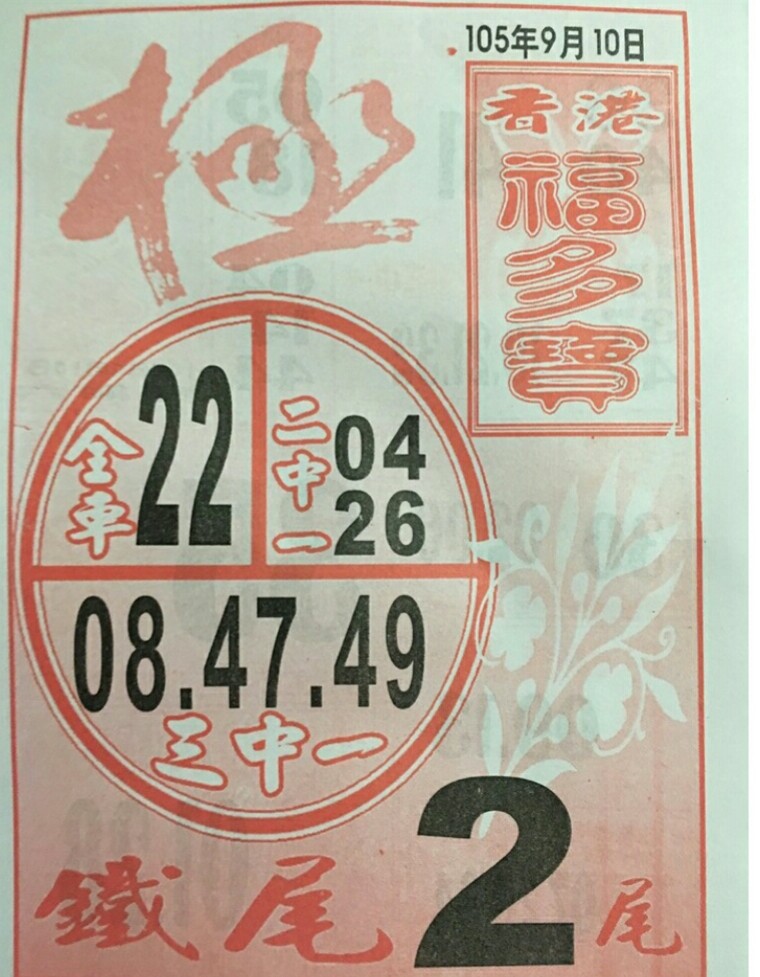 105年9月10日
極
香港
福多寶
全車
22
二中一
04
26
08.47.49
三中一
鐵尾2尾